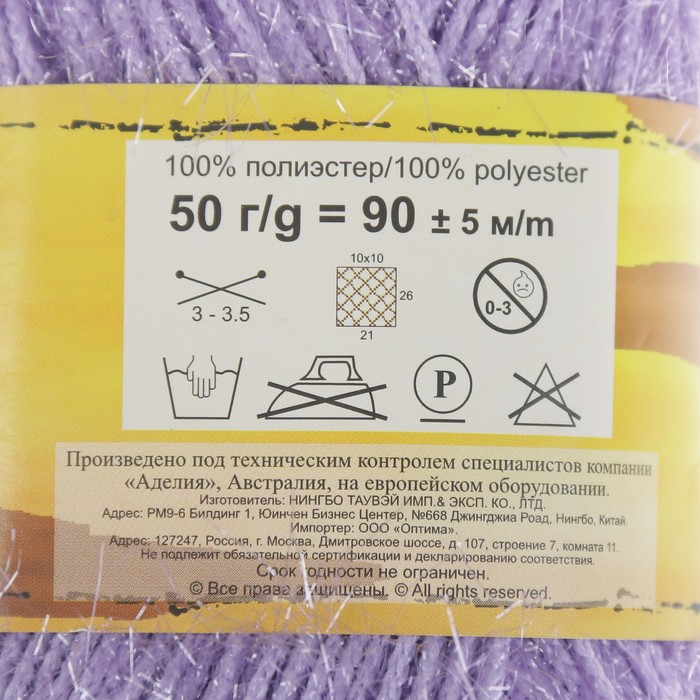 100% полиэстер/100% polyester
50 г/g = 90 ± 5 м/m
10x10
26
21
3 - 3.5
0-3
P
Произведено под техническим контролем специалистов компании
«Аделия», Австралия, на европейском оборудовании.
Изготовитель: НИНГБО ТАУВЭЙ ИМП.& ЭКСП. КО., ЛТД.
Адрес: РМ9-6 Билдинг 1, Юинчен Бизнес Центер, №668 Джингджиа Роад, Нингбо, Китай.
Импортер: ООО «Оптима».
Адрес: 127247, Россия, г. Москва, Дмитровское шоссе, д. 107, строение 7, комната 11.
Не подлежит обязательной сертификации и декларированию соответствия.
Срок годности не ограничен.
© Все права защищены. © All rights reserved.